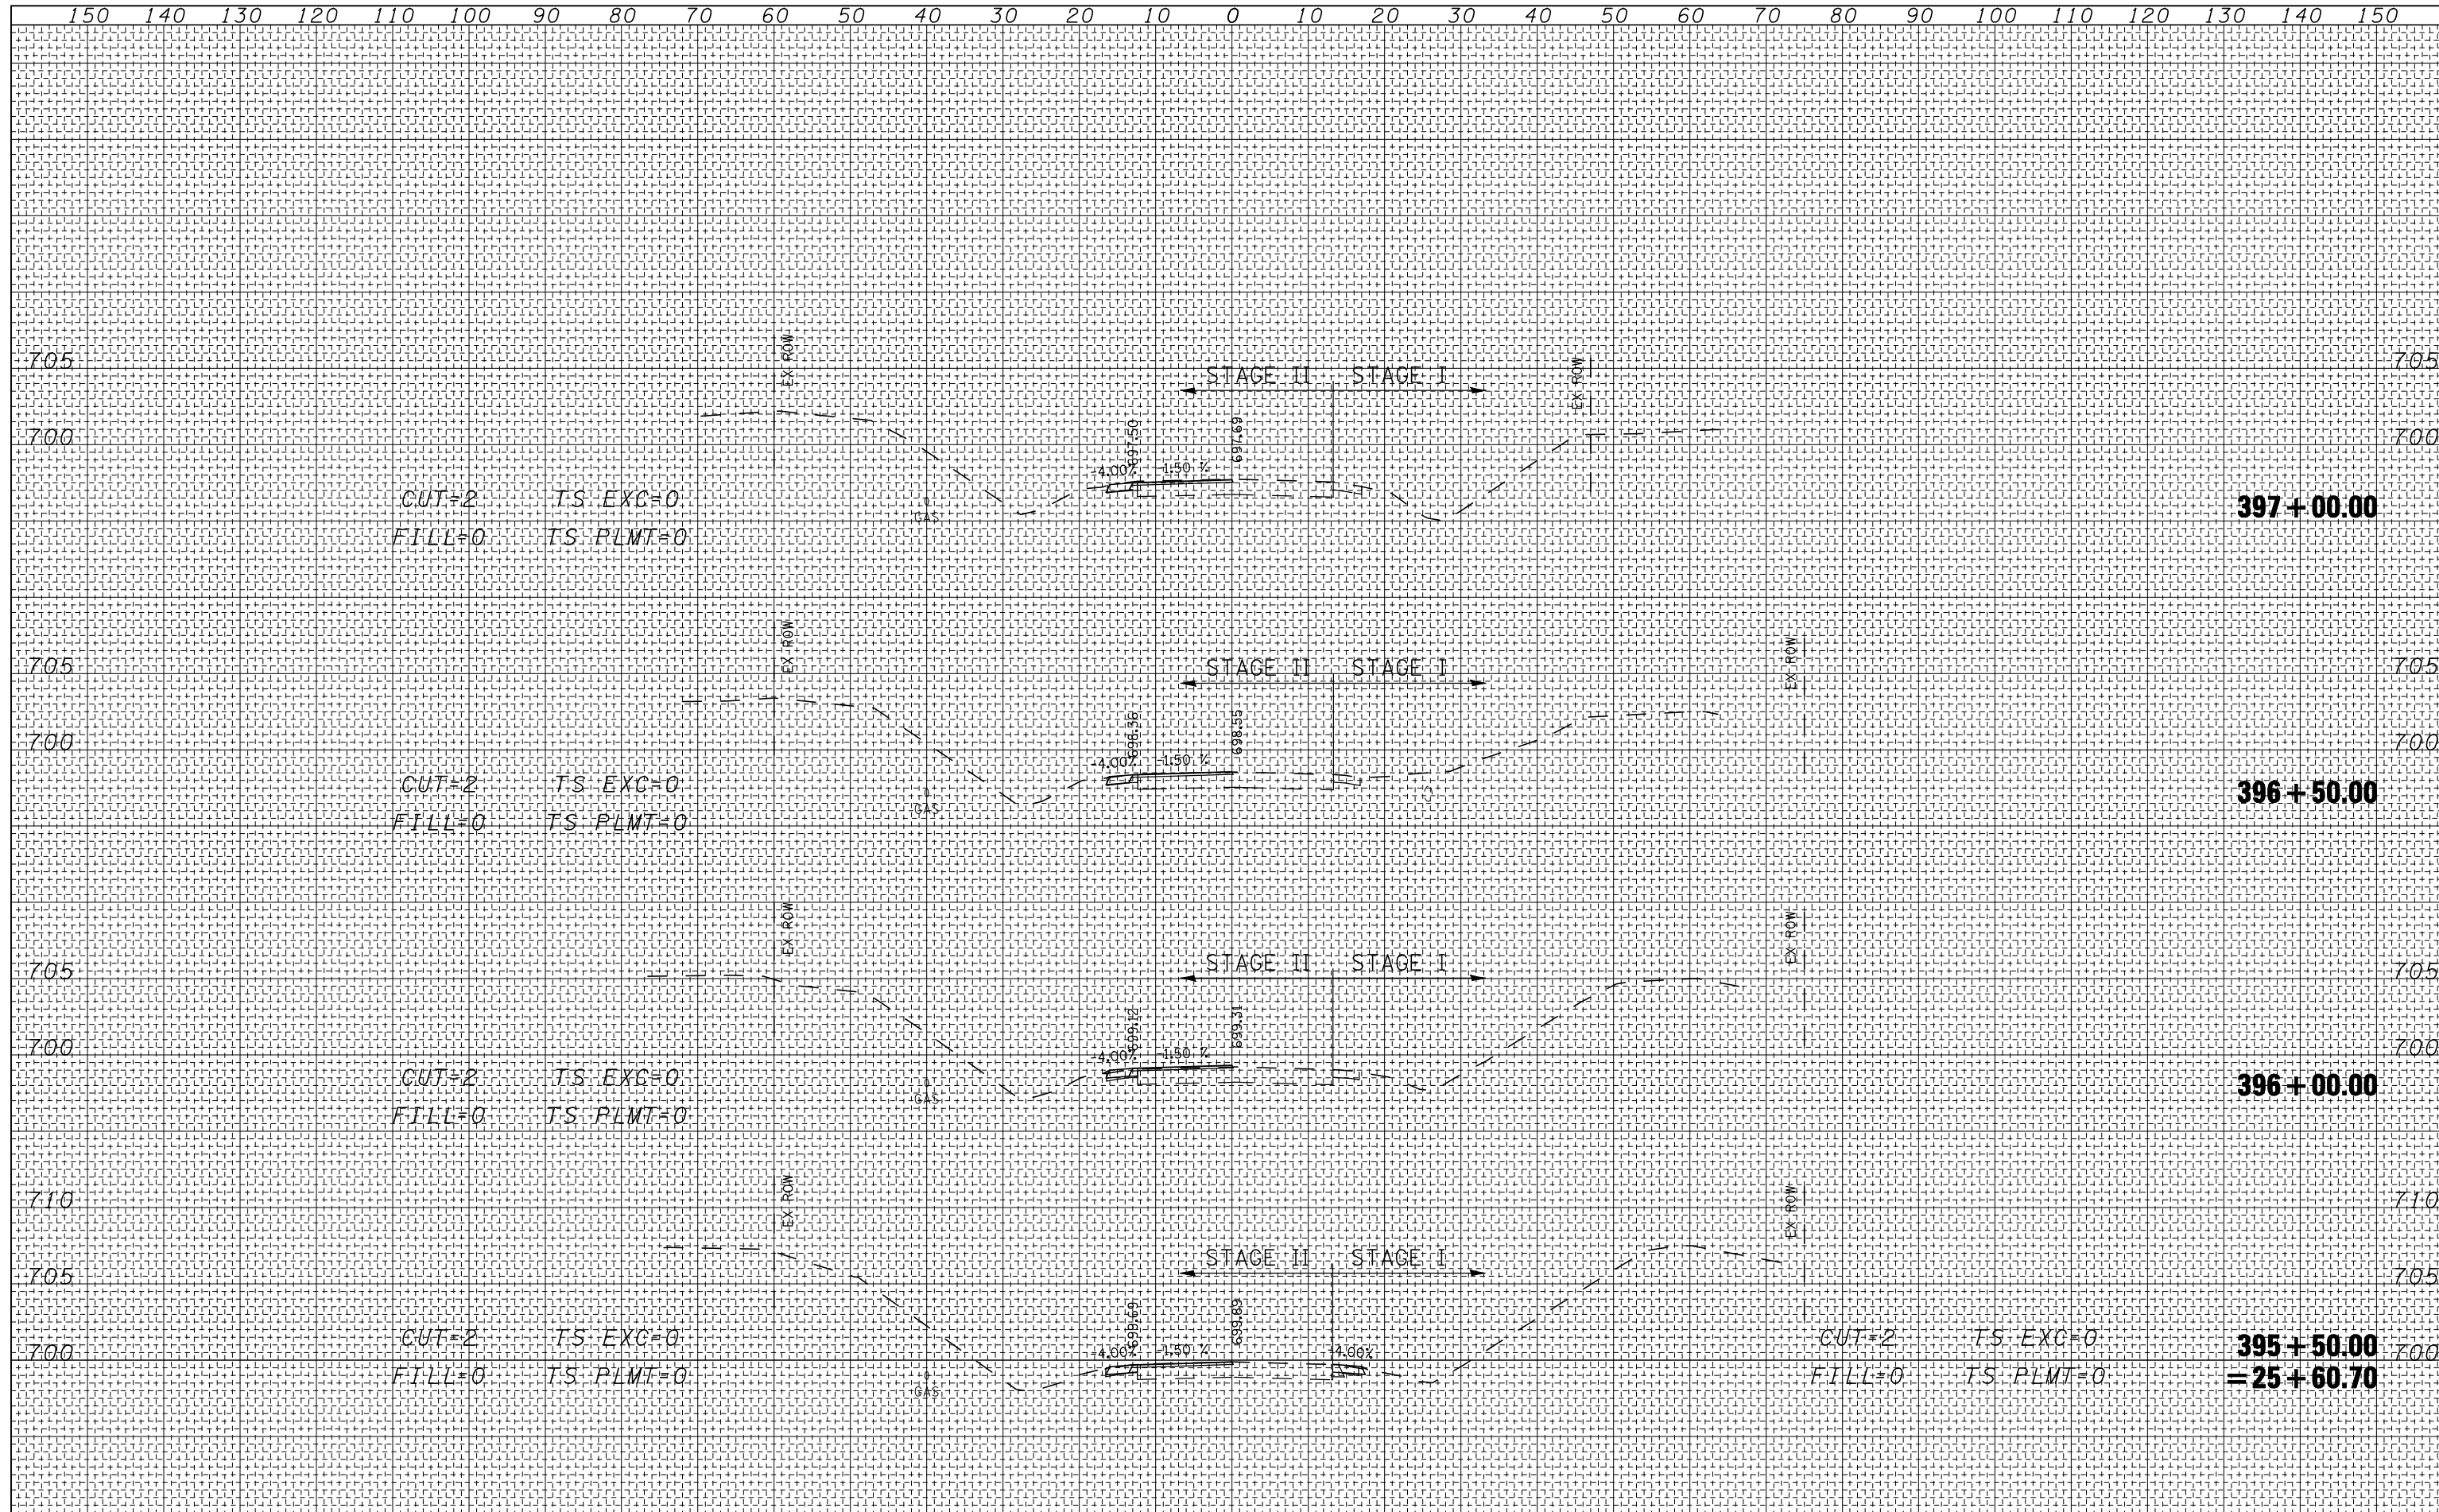 150 140 130 120 110 100 90 80 70 60 50 40 30 20 10 0 10 20 30 40 50 60 70 80 90 100 110 120 130 140 150
EX ROW
EX ROW
705 705
STAGE II STAGE I
697.50 697.69
700 700
-4.00% -1.50 %
CUT=2 TS EXC=0
0
GAS
397+00.00
FILL=0 TS PLMT=0
EX ROW
EX ROW
705 705
STAGE II STAGE I
698.36 698.55
700 700
-4.00% -1.50 %
CUT=2 TS EXC=0
0
GAS
396+50.00
FILL=0 TS PLMT=0
EX ROW
EX ROW
705 705
STAGE II STAGE I
699.12 699.31
700 700
-4.00% -1.50 %
CUT=2 TS EXC=0
0
GAS
396+00.00
FILL=0 TS PLMT=0
EX ROW
EX ROW
710 710
STAGE II STAGE I
705 705
699.69 699.89
CUT=2 TS EXC=0
CUT=2 TS EXC=0
395+50.00
700 700
-4.00% -1.50 % -4.00%
FILL=0 TS PLMT=0
0
GAS
FILL=0 TS PLMT=0
=25+60.70